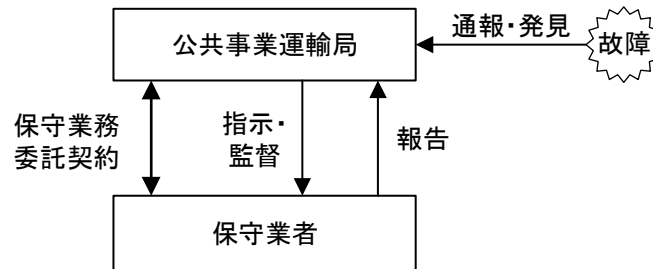 公共事業運輸局
通報・発見
故障
保守業務
委託契約
指示・
監督
報告
保守業者